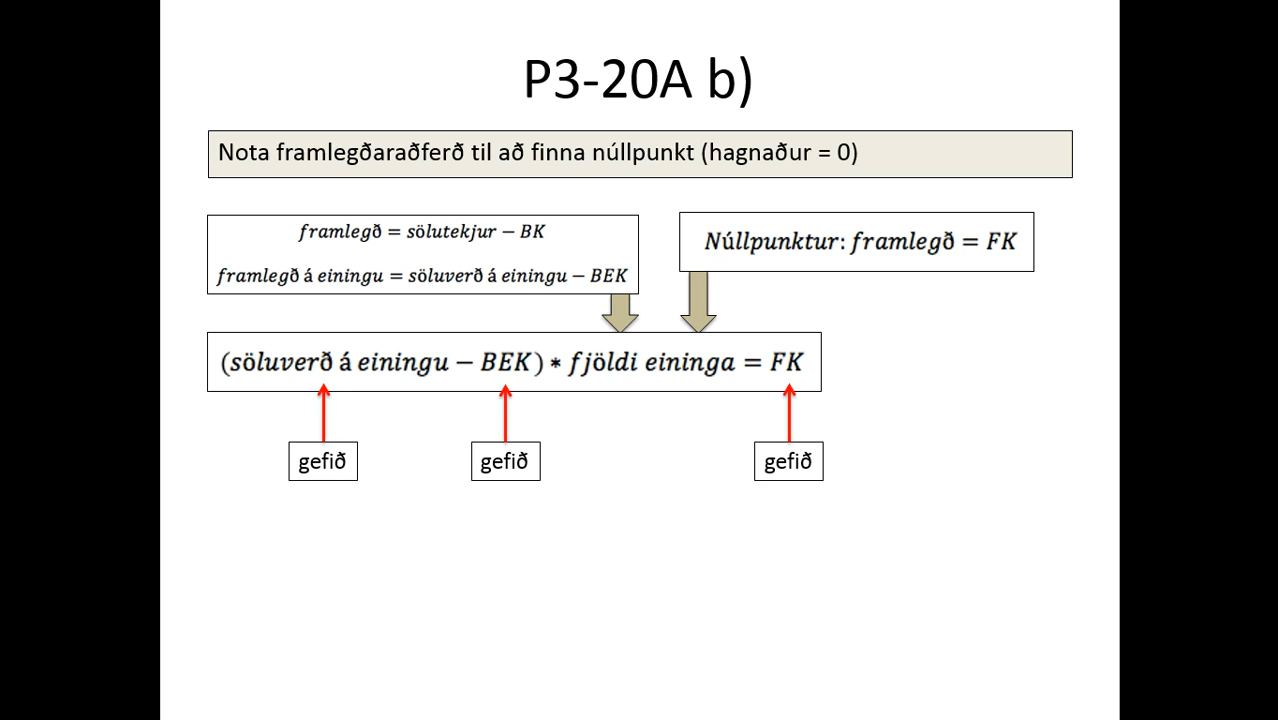 P3-20A b)
Nota framlegðaraðferð til að finna núllpunkt (hagnaður = 0)
framlegð = sölutekjur − BK
framlegð á einingu = söluverð á einingu − BEK
Núllpunktur: framlegð = FK
(söluverð á einingu − BEK) * fjöldi eininga = FK
gefið
gefið
gefið